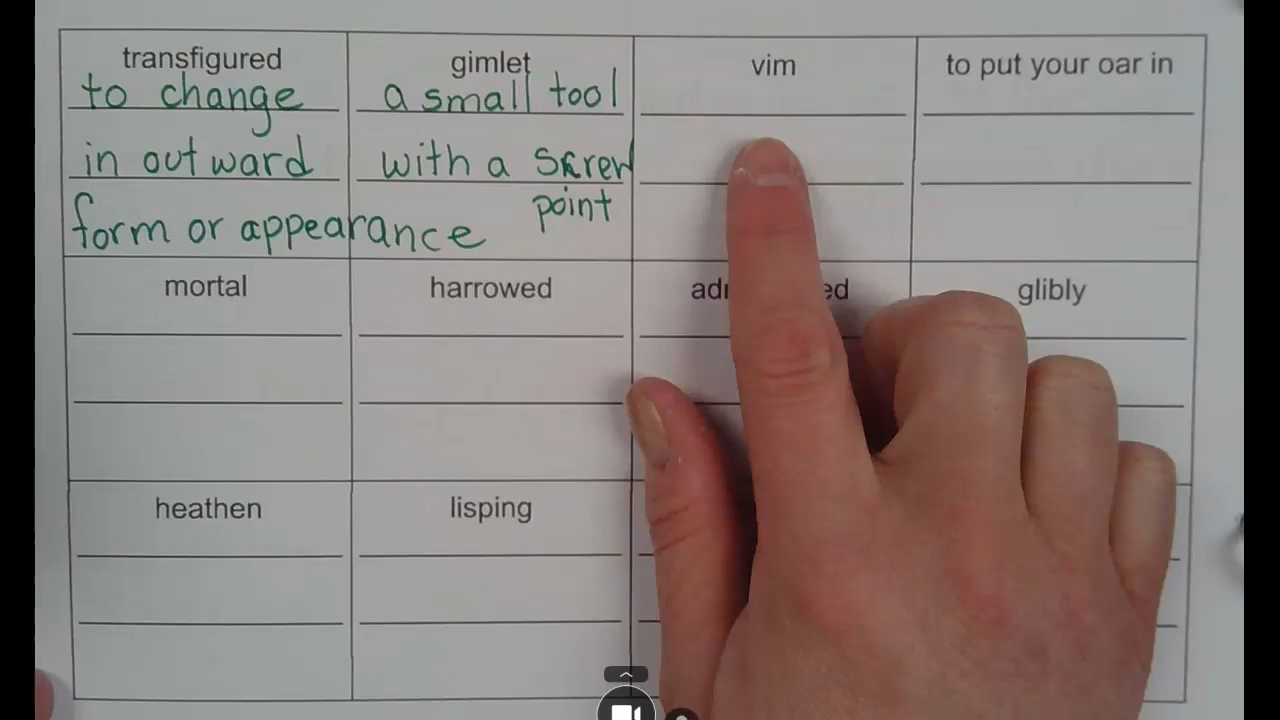 transfigured
to change
in outward
form or appearance
gimlet
a small tool
with a screw
point
vim
to put your oar in
mortal
harrowed
glibly
heathen
lisping